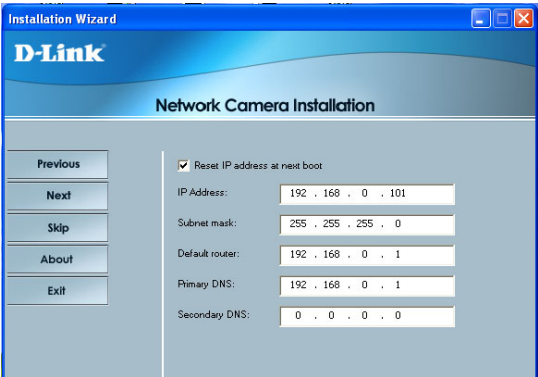 Installation Wizard
D-Link
Network Camera Installation
Previous
Next
Skip
About
Exit
Reset IP address at next boot
IP Address: 192 . 168 . 0 . 101
Subnet mask: 255 . 255 . 255 . 0
Default router: 192 . 168 . 0 . 1
Primary DNS: 192 . 168 . 0 . 1
Secondary DNS: 0 . 0 . 0 . 0